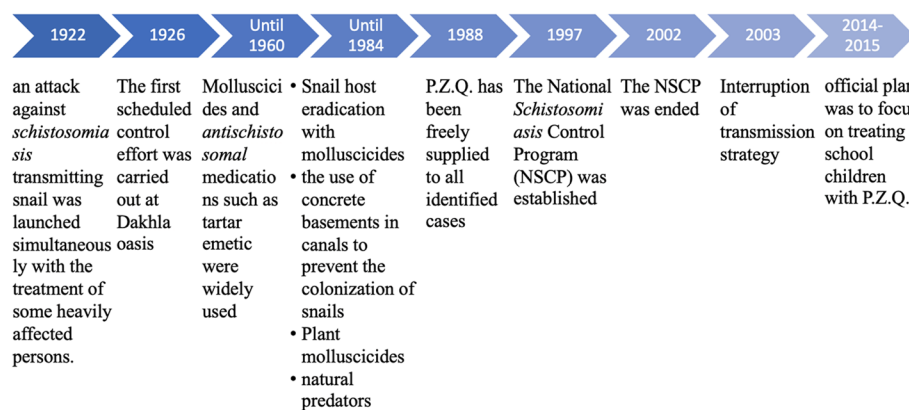 1922
1926
Until
1960
Until
1984
1988
1997
2002
2003
2014-
2015
an attack
against
schistosomia
sis
transmitting
snail was
launched
simultaneous
ly with the
treatment of
some heavily
affected
persons.
The first
scheduled
control
effort was
carried
out at
Dakhla
oasis
Molluscici
des and
antischisto
somal
medicatio
ns such as
tartar
emetic
were
widely
used
• Snail host
eradication
with
molluscicides
• the use of
concrete
basements in
canals to
prevent the
colonization of
snails
• Plant
molluscicides
• natural
predators
P.Z.Q. has
been
freely
supplied
to all
identified
cases
The National
Schistosomi
asis Control
Program
(NSCP) was
established
The NSCP
was ended
Interruption
of
transmission
strategy
official plan
was to focu
on treating
school
children
with P.Z.Q.